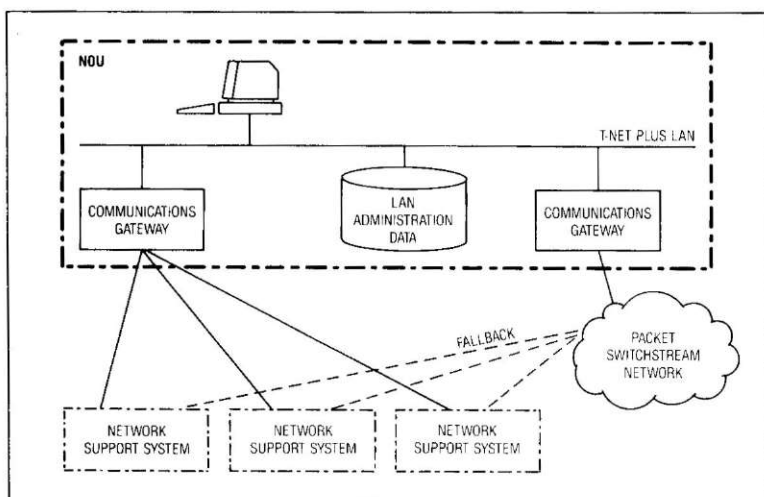 NOU
T-NET PLUS LAN
COMMUNICATIONS
GATEWAY
LAN
ADMINISTRATION
DATA
COMMUNICATIONS
GATEWAY
FALLBACK
PACKET
SWITCHSTREAM
NETWORK
NETWORK
SUPPORT SYSTEM
NETWORK
SUPPORT SYSTEM
NETWORK
SUPPORT SYSTEM